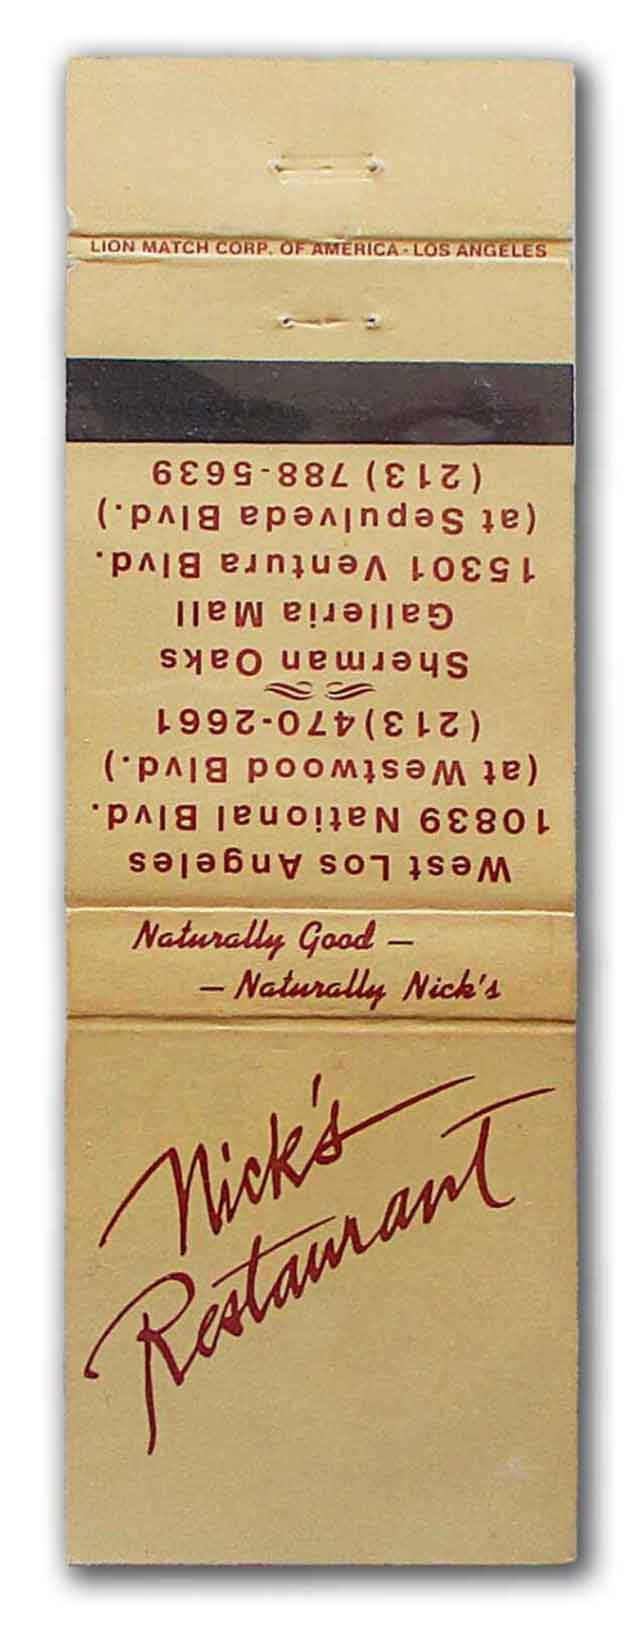 LION MATCH CORP. OF AMERICA - LOS ANGELES
West Los Angeles
10839 National Blvd.
(at Westwood Blvd.)
(213)470-2661
Sherman Oaks
Galleria Mall
15301 Ventura Blvd.
(at Sepulveda Blvd.)
(213) 788-5639
Naturally Good —
— Naturally Nick's
Nick's
Restaurant